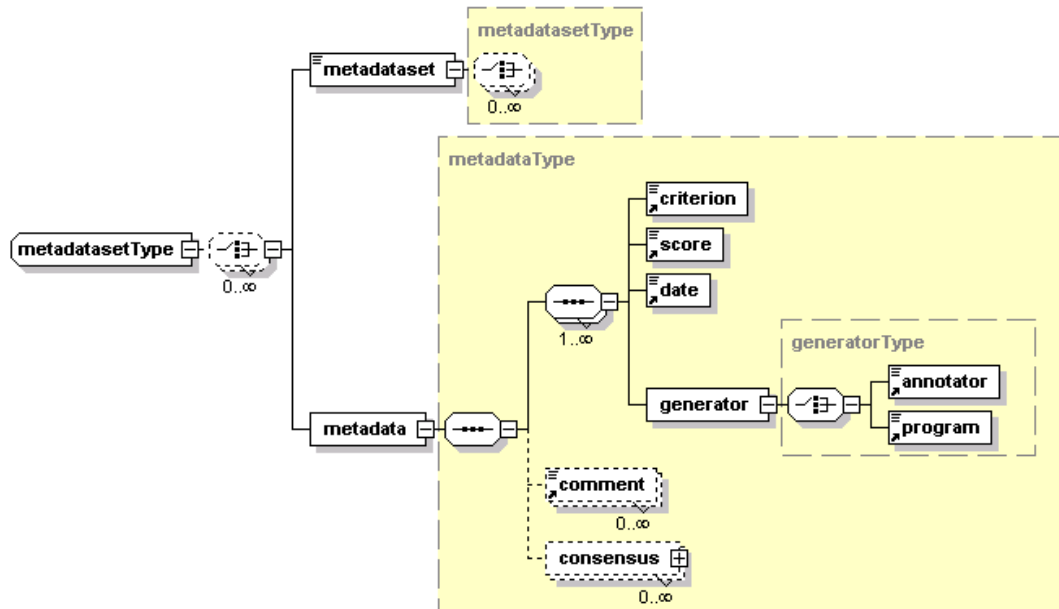 metadatasetType
metadataset
0..∞
metadataType
criterion
score
metadatasetType
date
0..∞
1..∞
generatorType
annotator
generator
metadata
program
comment
0..∞
consensus
0..∞